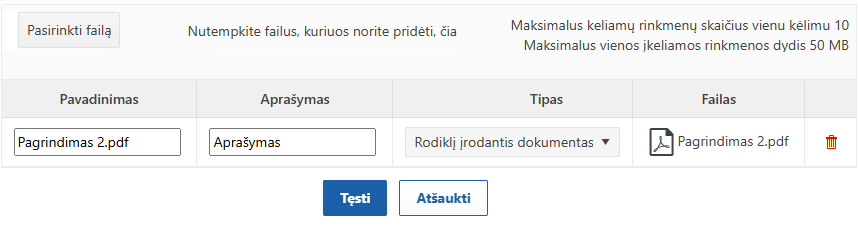 Pasirinkti failą
Nutempkite failus, kuriuos norite pridėti, čia
Maksimalus keliamų rinkmenų skaičius vienu kėlimu 10
Maksimalus vienos įkeliamos rinkmenos dydis 50 MB
Pavadinimas Aprašymas Tipas Failas
Pagrindimas 2.pdf Aprašymas Rodiklį įrodantis dokumentas Pagrindimas 2.pdf
Tęsti Atšaukti